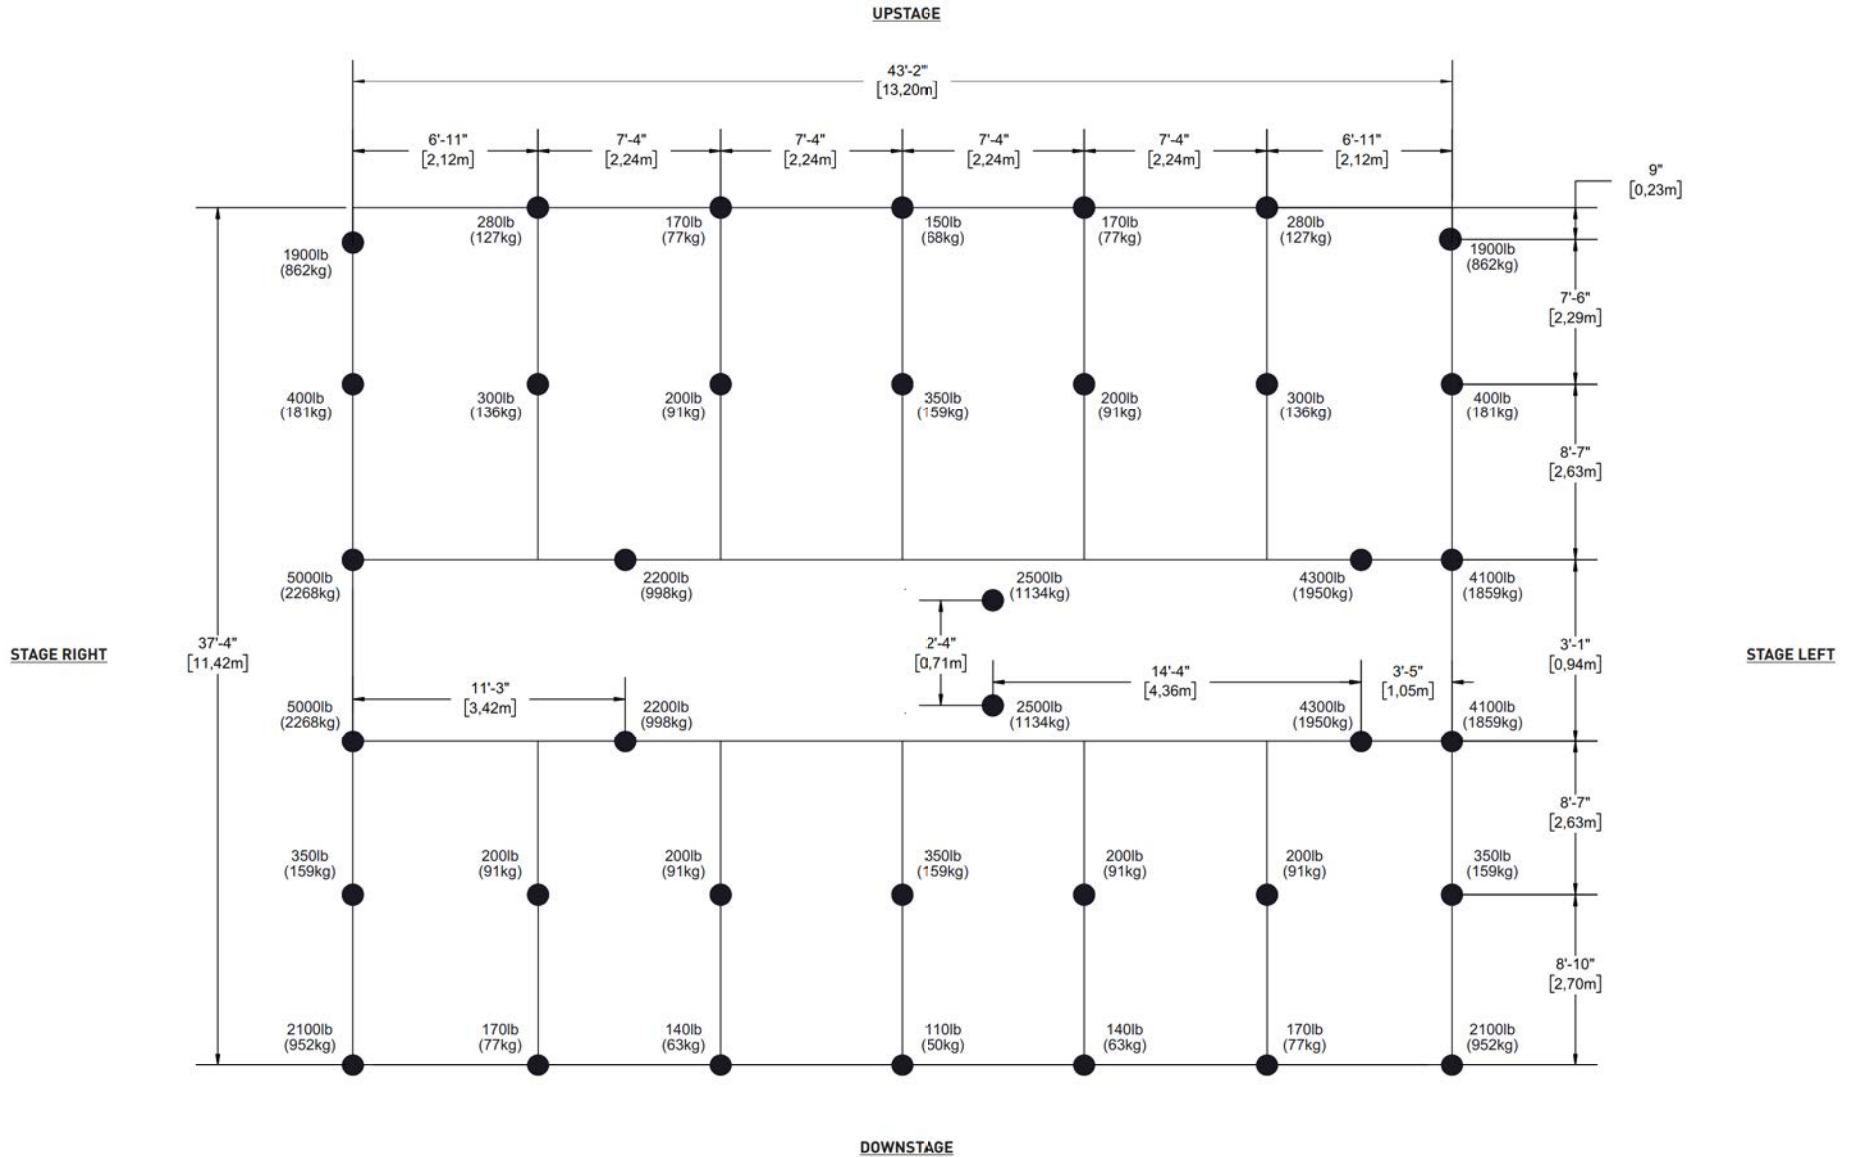 UPSTAGE
43'-2"
[13,20m]
6'-11"
[2,12m]
7'-4"
[2,24m]
7'-4"
[2,24m]
7'-4"
[2,24m]
7'-4"
[2,24m]
6'-11"
[2,12m]
9"
[0,23m]
280lb
(127kg)
170lb
(77kg)
150lb
(68kg)
170lb
(77kg)
280lb
(127kg)
1900lb
(862kg)
1900lb
(862kg)
7'-6"
[2,29m]
400lb
(181kg)
300lb
(136kg)
200lb
(91kg)
350lb
(159kg)
200lb
(91kg)
300lb
(136kg)
400lb
(181kg)
8'-7"
[2,63m]
5000lb
(2268kg)
2200lb
(998kg)
2500lb
(1134kg)
4300lb
(1950kg)
4100lb
(1859kg)
STAGE RIGHT
37'-4"
[11,42m]
2'-4"
[0,71m]
3'-1"
[0,94m]
STAGE LEFT
11'-3"
[3,42m]
14'-4"
[4,36m]
3'-5"
[1,05m]
5000lb
(2268kg)
2200lb
(998kg)
2500lb
(1134kg)
4300lb
(1950kg)
4100lb
(1859kg)
8'-7"
[2,63m]
350lb
(159kg)
200lb
(91kg)
200lb
(91kg)
350lb
(159kg)
200lb
(91kg)
200lb
(91kg)
350lb
(159kg)
8'-10"
[2,70m]
2100lb
(952kg)
170lb
(77kg)
140lb
(63kg)
110lb
(50kg)
140lb
(63kg)
170lb
(77kg)
2100lb
(952kg)
DOWNSTAGE